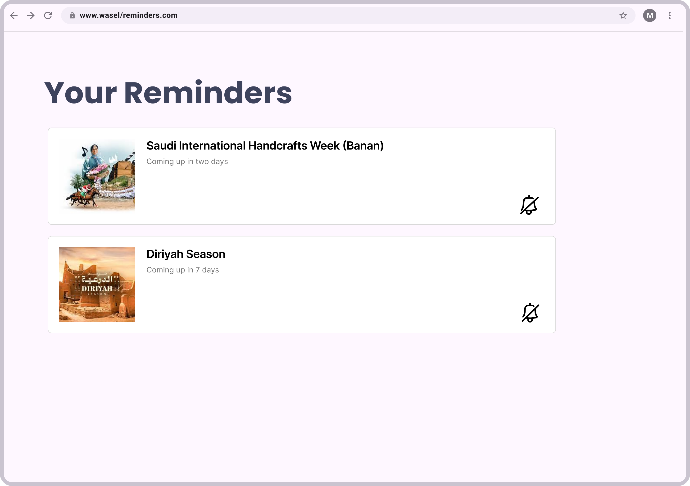 www.wasel/reminders.com
M
Your Reminders
Saudi International Handcrafts Week (Banan)
Coming up in two days
Diriyah Season
Coming up in 7 days
الدرعية
DIRIYAH